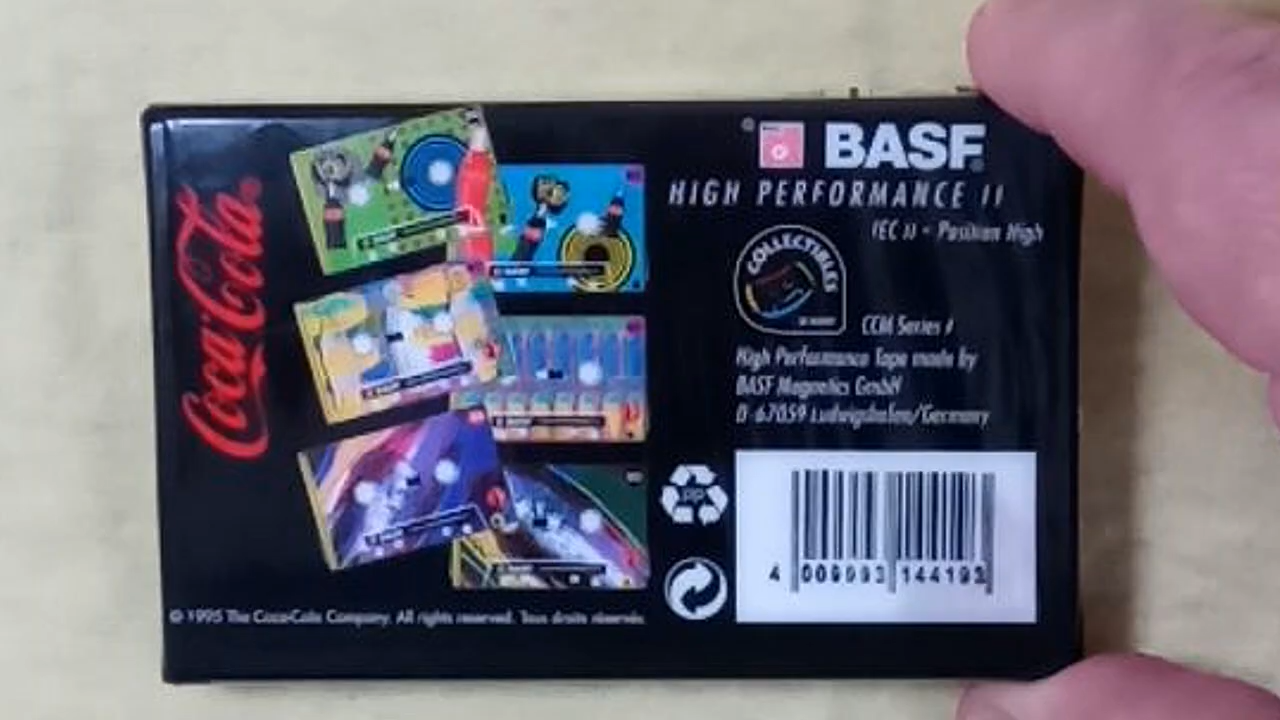 Coca-Cola
BASF
HIGH PERFORMANCE II
IEC II - Position High
COLLECTIBLES
CCM Series
High Performance Tape made by
BASF Magnetics GmbH
D-67059 Ludwigshafen/Germany
PP
4 009993 144193
© 1995 The Coca-Cola Company. All rights reserved. Tous droits réservés.